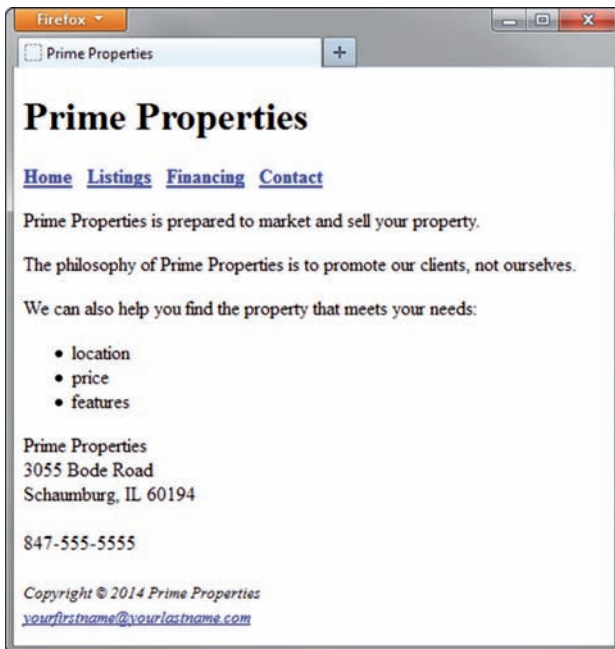 Firefox
Prime Properties
Prime Properties
Home Listings Financing Contact
Prime Properties is prepared to market and sell your property.
The philosophy of Prime Properties is to promote our clients, not ourselves.
We can also help you find the property that meets your needs:
• location
• price
• features
Prime Properties
3055 Bode Road
Schaumburg, IL 60194
847-555-5555
Copyright © 2014 Prime Properties
yourfirstname@yourlastname.com